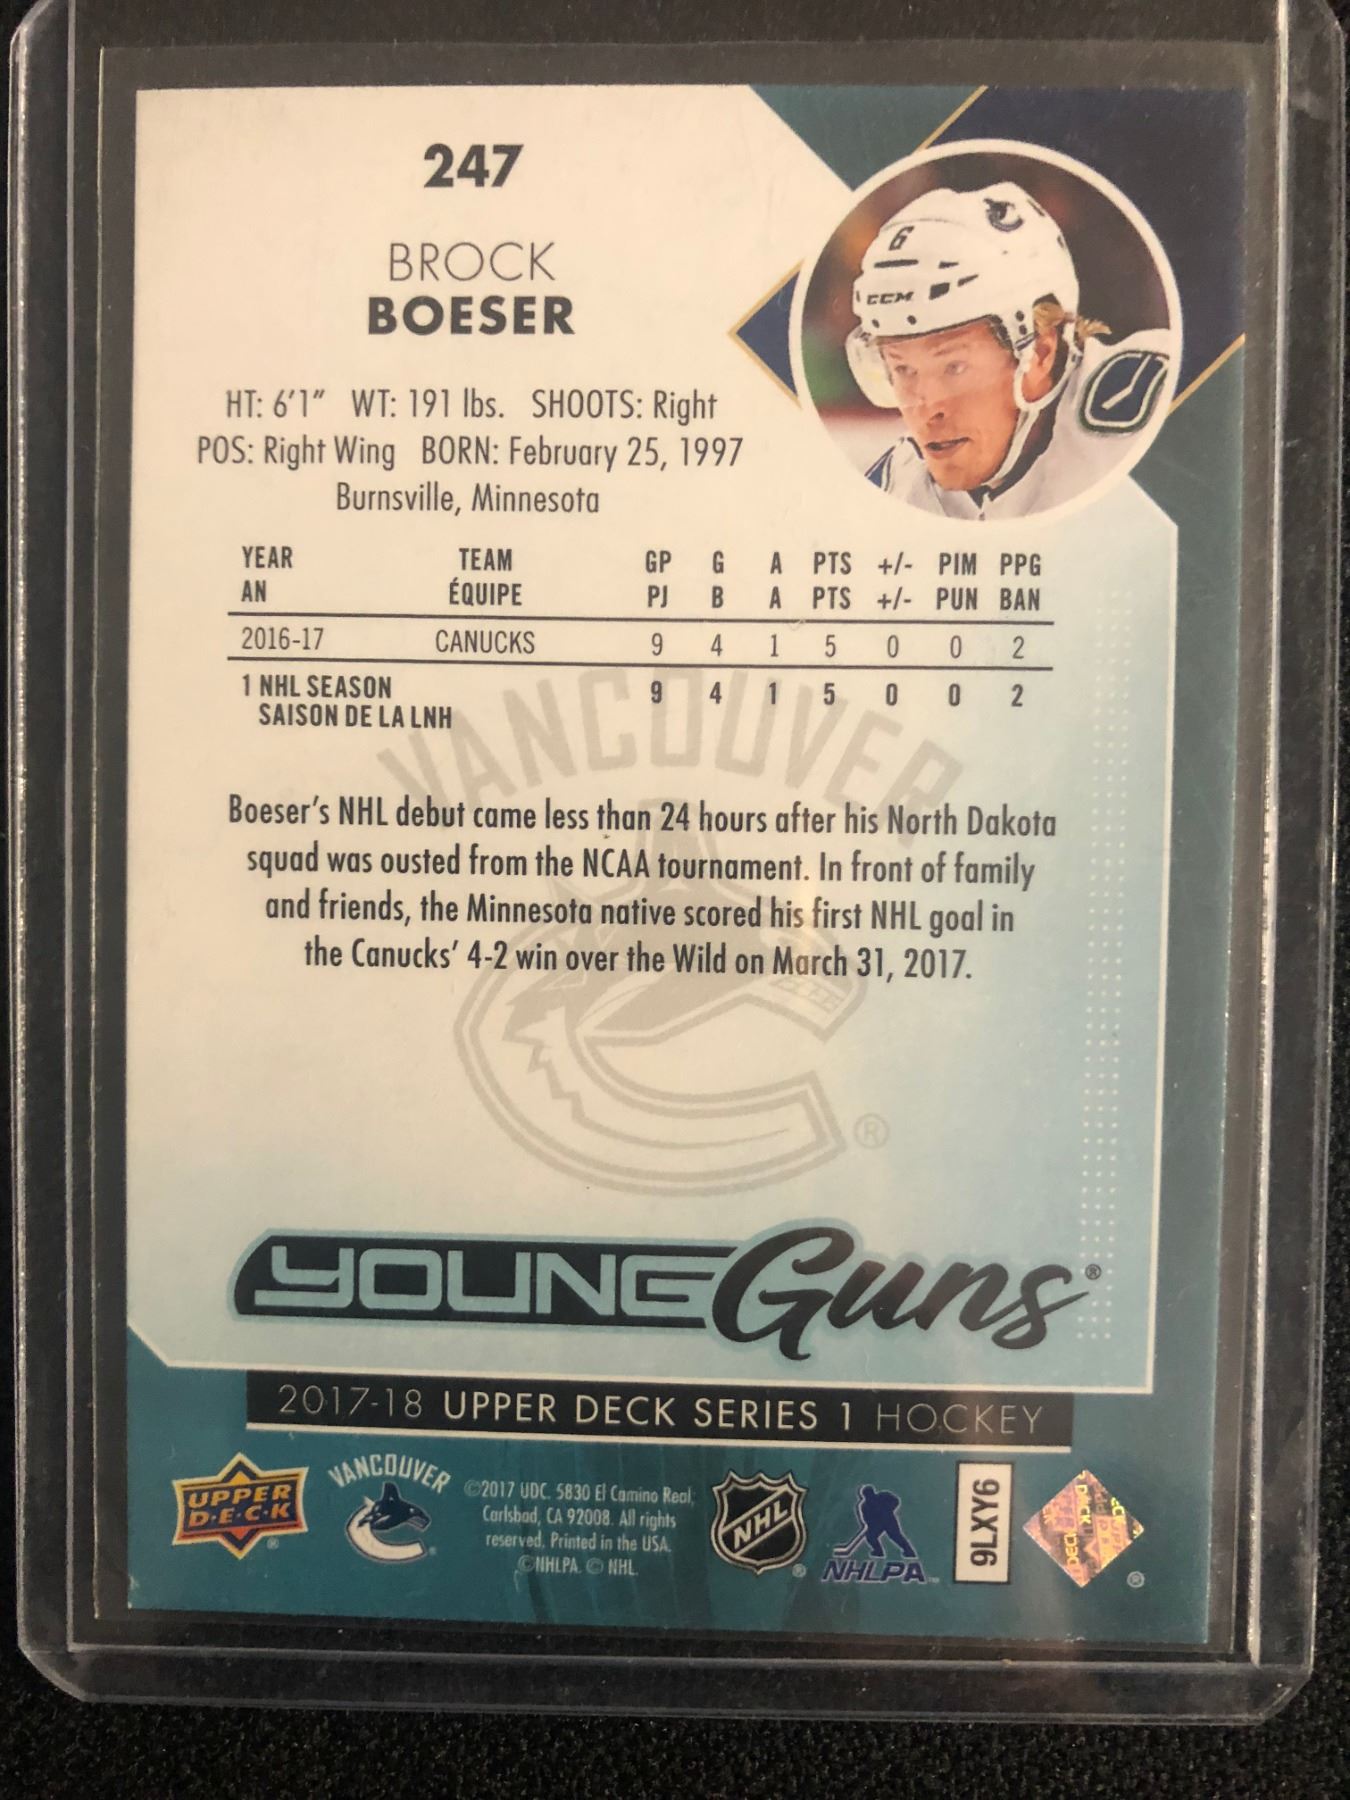 247
BROCK
BOESER
HT: 6'1" WT: 191 lbs. SHOOTS: Right
POS: Right Wing BORN: February 25, 1997
Burnsville, Minnesota
YEAR TEAM GP G A PTS +/- PIM PPG
AN ÉQUIPE PJ B A PTS +/- PUN BAN
2016-17 CANUCKS 9 4 1 5 0 0 2
1 NHL SEASON 9 4 1 5 0 0 2
SAISON DE LA LNH
VANCOUVER
Boeser's NHL debut came less than 24 hours after his North Dakota
squad was ousted from the NCAA tournament. In front of family
and friends, the Minnesota native scored his first NHL goal in
the Canucks' 4-2 win over the Wild on March 31, 2017.
®
YOUNG Guns®
2017-18 UPPER DECK SERIES 1 HOCKEY
UPPER
D•E•C•K
®
VANCOUVER
®
©2017 UDC. 5830 El Camino Real,
Carlsbad, CA 92008. All rights
reserved. Printed in the USA.
©NHLPA. © NHL.
NHL
®
NHLPA™
9LXY6
®
6
CCM